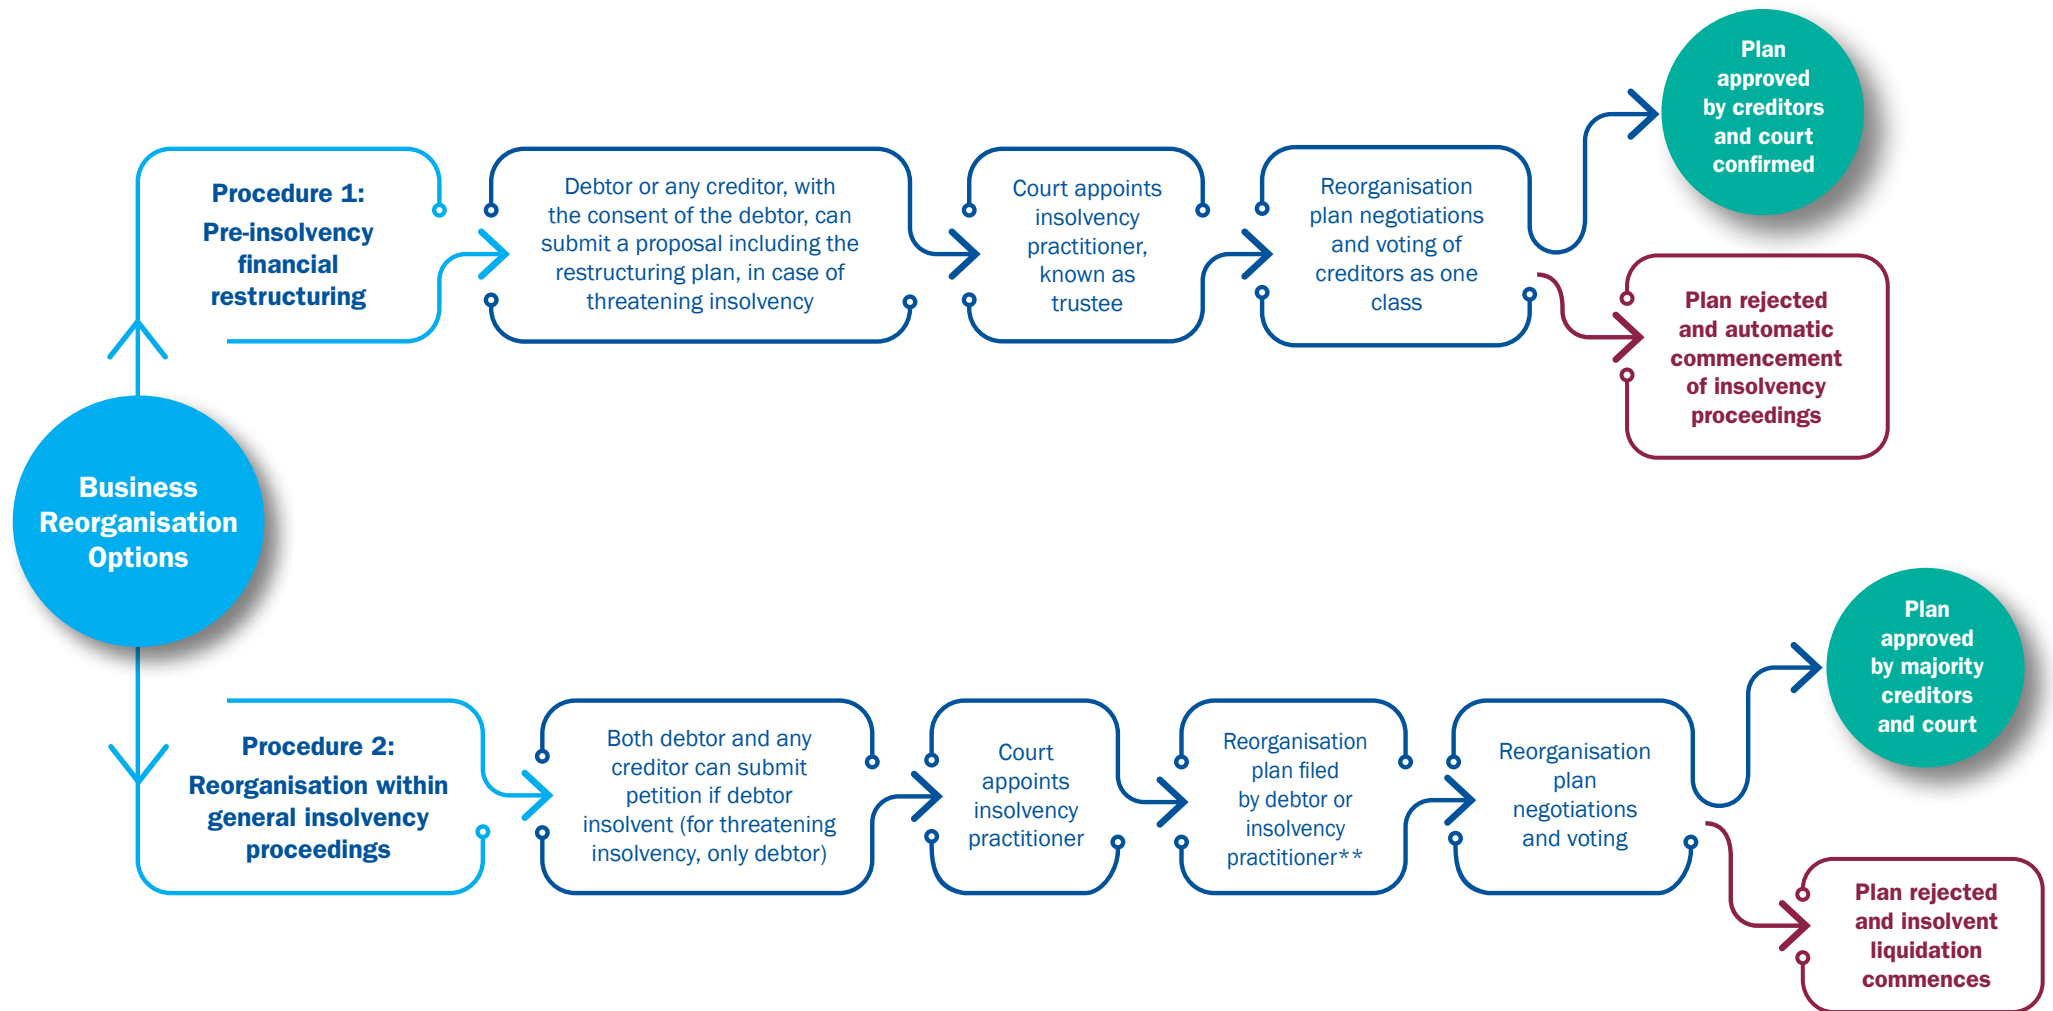 Business
Reorganisation
Options
Procedure 1:
Pre-insolvency
financial
restructuring
Debtor or any creditor, with
the consent of the debtor, can
submit a proposal including the
restructuring plan, in case of
threatening insolvency
Court appoints
insolvency
practitioner,
known as
trustee
Reorganisation
plan negotiations
and voting of
creditors as one
class
Plan
approved
by creditors
and court
confirmed
Plan rejected
and automatic
commencement
of insolvency
proceedings
Procedure 2:
Reorganisation within
general insolvency
proceedings
Both debtor and any
creditor can submit
petition if debtor
insolvent (for threatening
insolvency, only debtor)
Court
appoints
insolvency
practitioner
Reorganisation
plan filed
by debtor or
insolvency
practitioner**
Reorganisation
plan
negotiations
and voting
Plan
approved
by majority
creditors
and court
Plan rejected
and insolvent
liquidation
commences